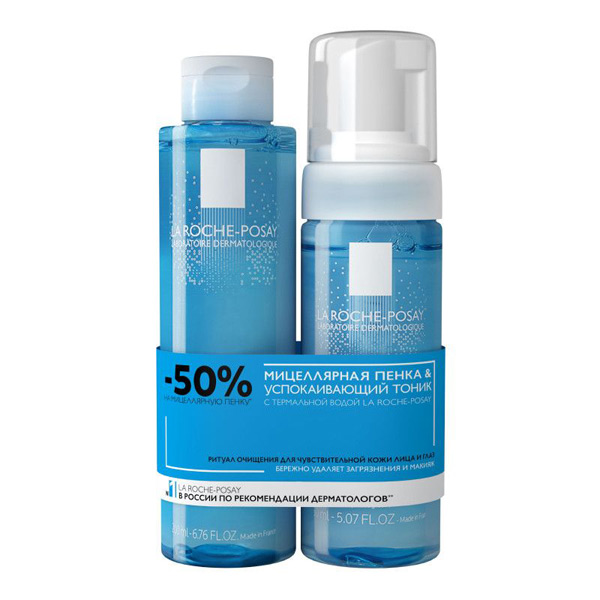 LA ROCHE-POSAY
LABORATOIRE DERMATOLOGIQUE
LA ROCHE-POSAY
LABORATOIRE DERMATOLOGIQUE
-50%
НА МИЦЕЛЛЯРНУЮ ПЕНКУ*
МИЦЕЛЛЯРНАЯ ПЕНКА &
УСПОКАИВАЮЩИЙ ТОНИК
С ТЕРМАЛЬНОЙ ВОДОЙ LA ROCHE-POSAY
РИТУАЛ ОЧИЩЕНИЯ ДЛЯ ЧУВСТВИТЕЛЬНОЙ КОЖИ ЛИЦА И ГЛАЗ
БЕРЕЖНО УДАЛЯЕТ ЗАГРЯЗНЕНИЯ И МАКИЯЖ
№1 LA ROCHE-POSAY
В РОССИИ ПО РЕКОМЕНДАЦИИ ДЕРМАТОЛОГОВ**
- 6.76 FL.OZ. - Made in France
- 5.07 FL.OZ. - Made in